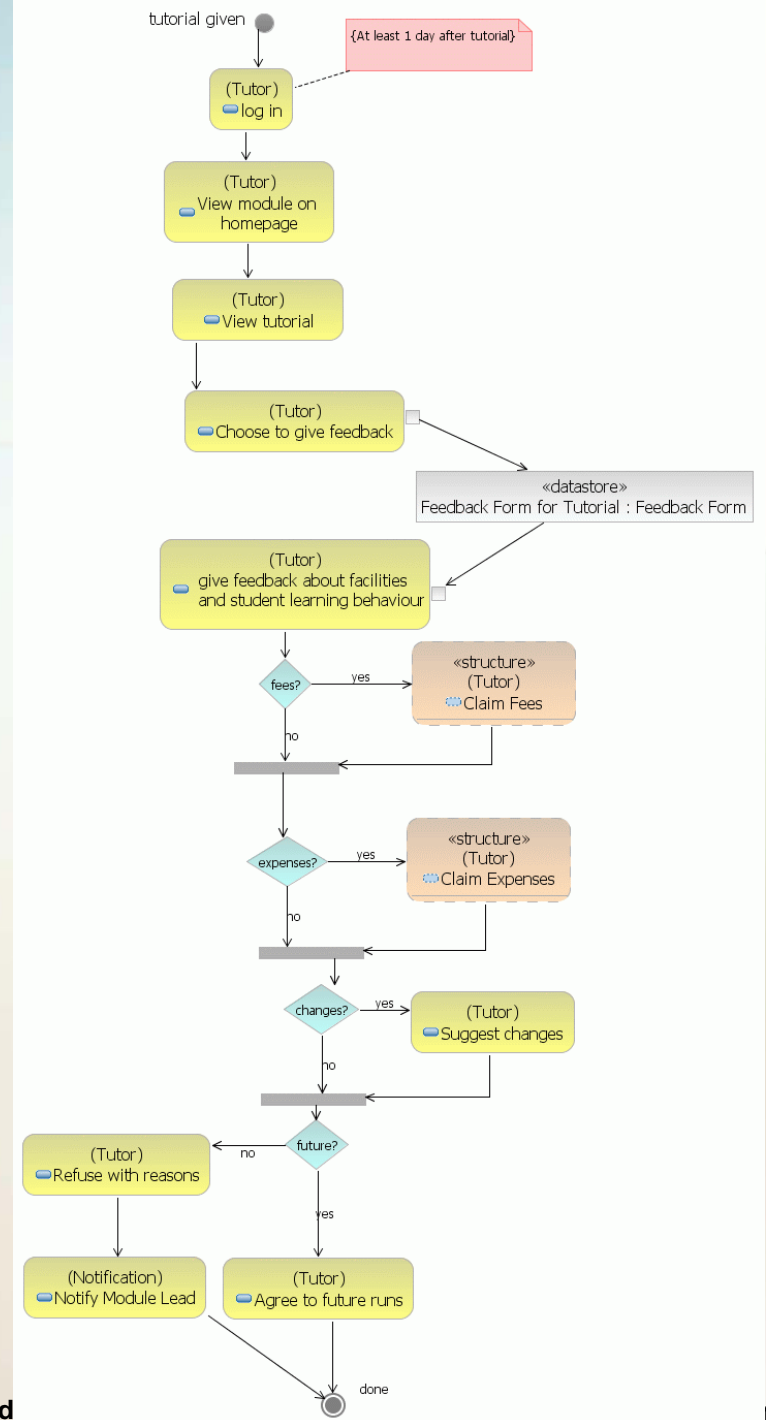 tutorial given
{At least 1 day after tutorial}
(Tutor)
log in
(Tutor)
View module on
homepage
(Tutor)
View tutorial
(Tutor)
Choose to give feedback
«datastore»
Feedback Form for Tutorial : Feedback Form
(Tutor)
give feedback about facilities
and student learning behaviour
fees?
yes
«structure»
(Tutor)
Claim Fees
no
expenses?
yes
«structure»
(Tutor)
Claim Expenses
no
changes?
yes
(Tutor)
Suggest changes
no
future?
no
(Tutor)
Refuse with reasons
yes
(Notification)
Notify Module Lead
(Tutor)
Agree to future runs
done
d